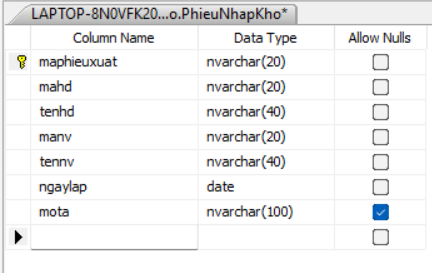 LAPTOP-8N0VFK20...o.PhieuNhapKho*
Column Name Data Type Allow Nulls
maphieuxuat nvarchar(20)
mahd nvarchar(20)
tenhd nvarchar(40)
manv nvarchar(20)
tennv nvarchar(40)
ngaylap date
mota nvarchar(100)